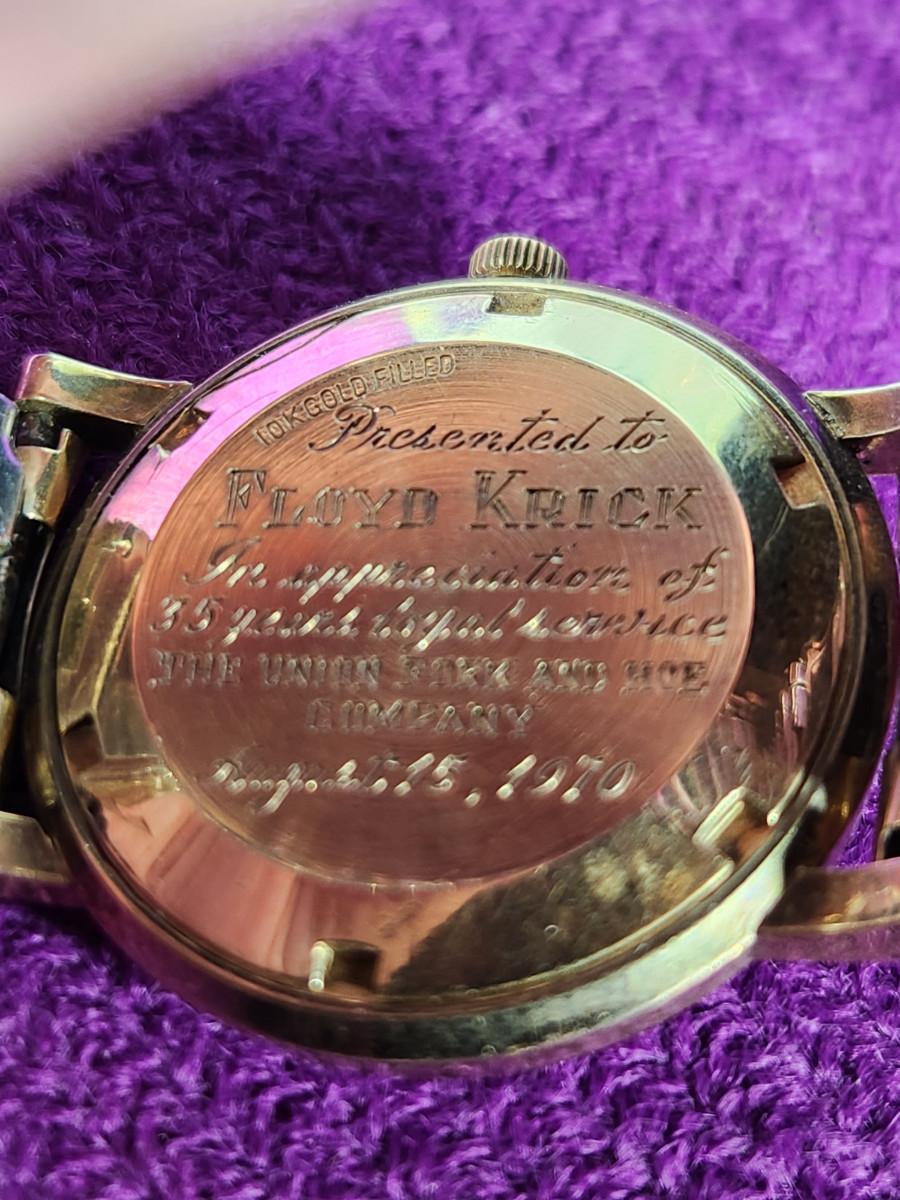 10K GOLD FILLED
Presented to
FLOYD KRICK
In appreciation of
35 years loyal service
THE UNION FORK AND HOE
COMPANY
August 15, 1970